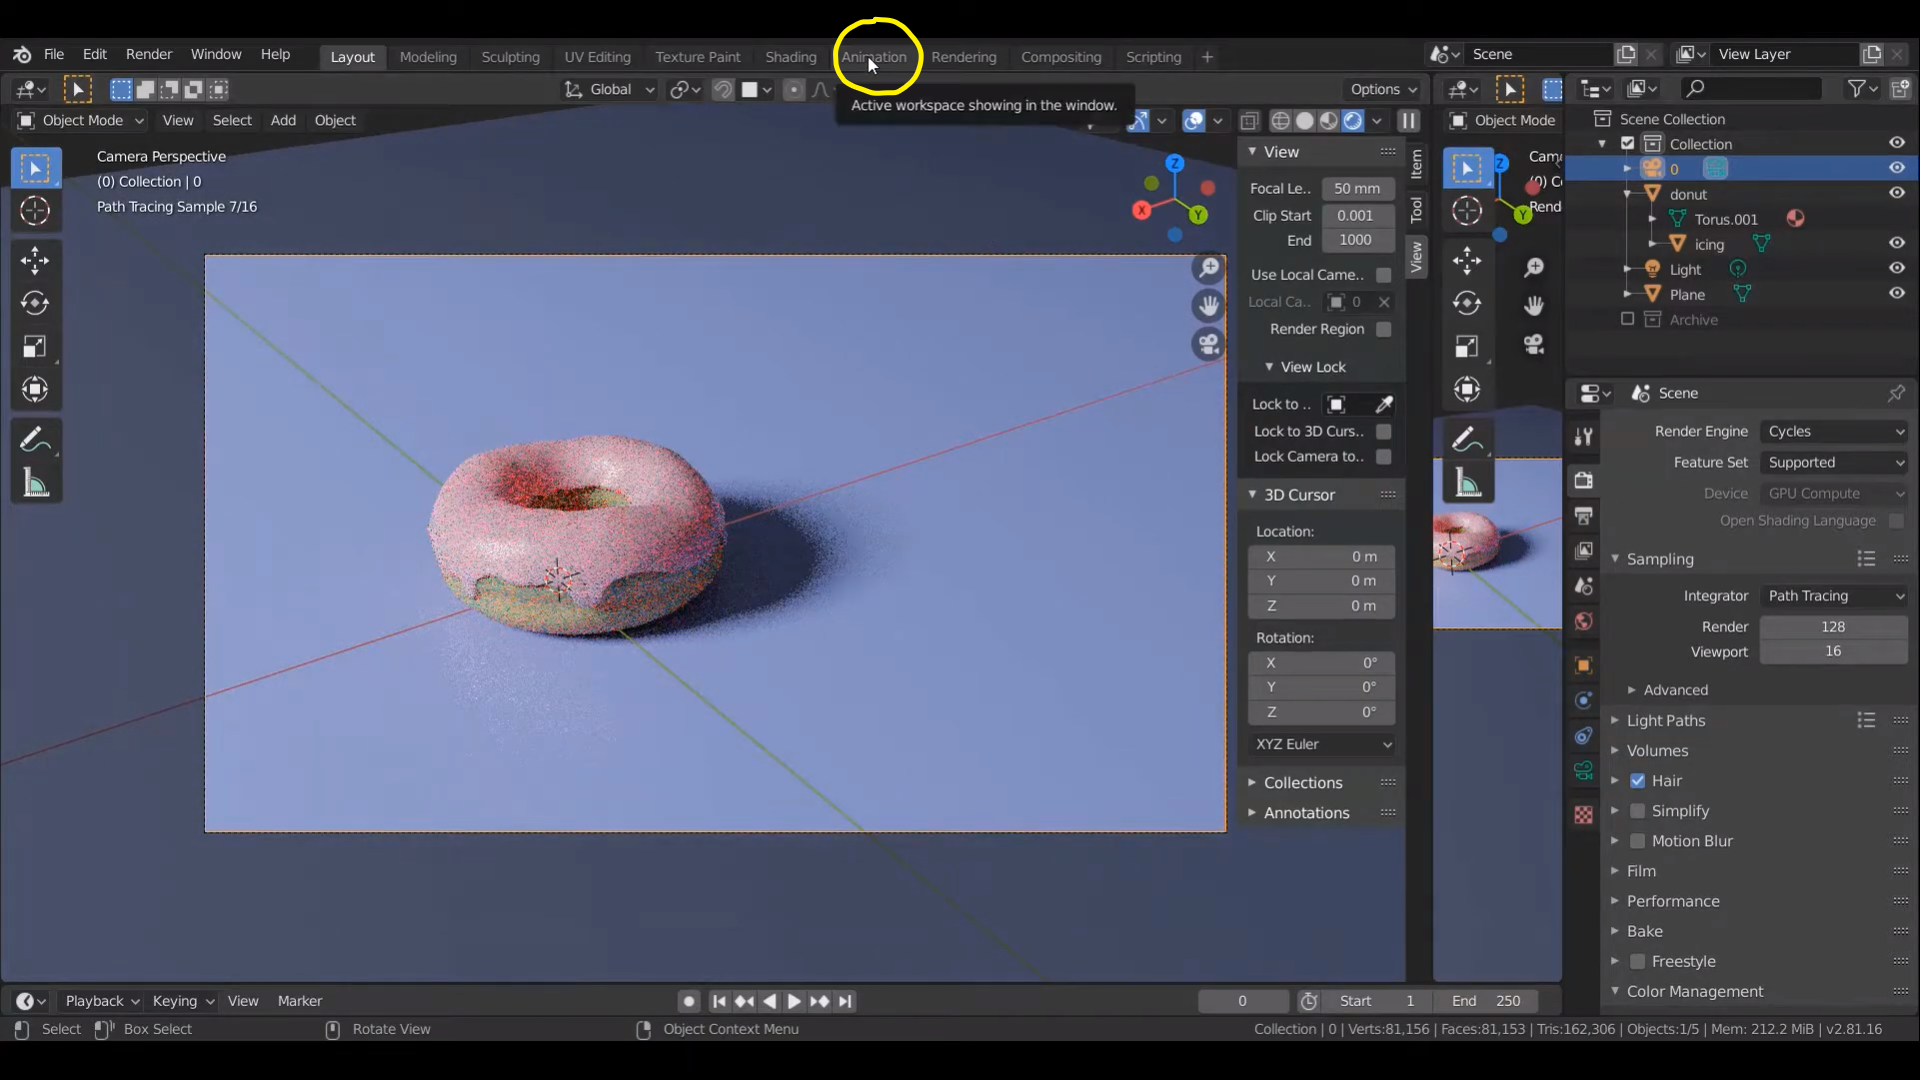 File Edit Render Window Help Layout Modeling Sculpting UV Editing Texture Paint Shading Animation Rendering Compositing Scripting + Scene View Layer
Global Options
Active workspace showing in the window.
Object Mode View Select Add Object
Object Mode
Camera Perspective
(0) Collection | 0
Path Tracing Sample 7/16
Z
X
Y
View
Focal Le.. 50 mm
Clip Start 0.001
End 1000
Use Local Came..
Local Ca.. 0
Render Region
View Lock
Lock to ..
Lock to 3D Curs..
Lock Camera to..
3D Cursor
Location:
X 0 m
Y 0 m
Z 0 m
Rotation:
X 0°
Y 0°
Z 0°
XYZ Euler
Collections
Annotations
Item
Tool
View
Cam
(0) C
Rend
Z
Y
Scene Collection
Collection
0
donut
Torus.001
icing
Light
Plane
Archive
Scene
Render Engine Cycles
Feature Set Supported
Device GPU Compute
Open Shading Language
Sampling
Integrator Path Tracing
Render 128
Viewport 16
Advanced
Light Paths
Volumes
Hair
Simplify
Motion Blur
Film
Performance
Bake
Freestyle
Color Management
Playback Keying View Marker 0 Start 1 End 250
Select Box Select Rotate View Object Context Menu Collection | 0 | Verts:81,156 | Faces:81,153 | Tris:162,306 | Objects:1/5 | Mem: 212.2 MiB | v2.81.16